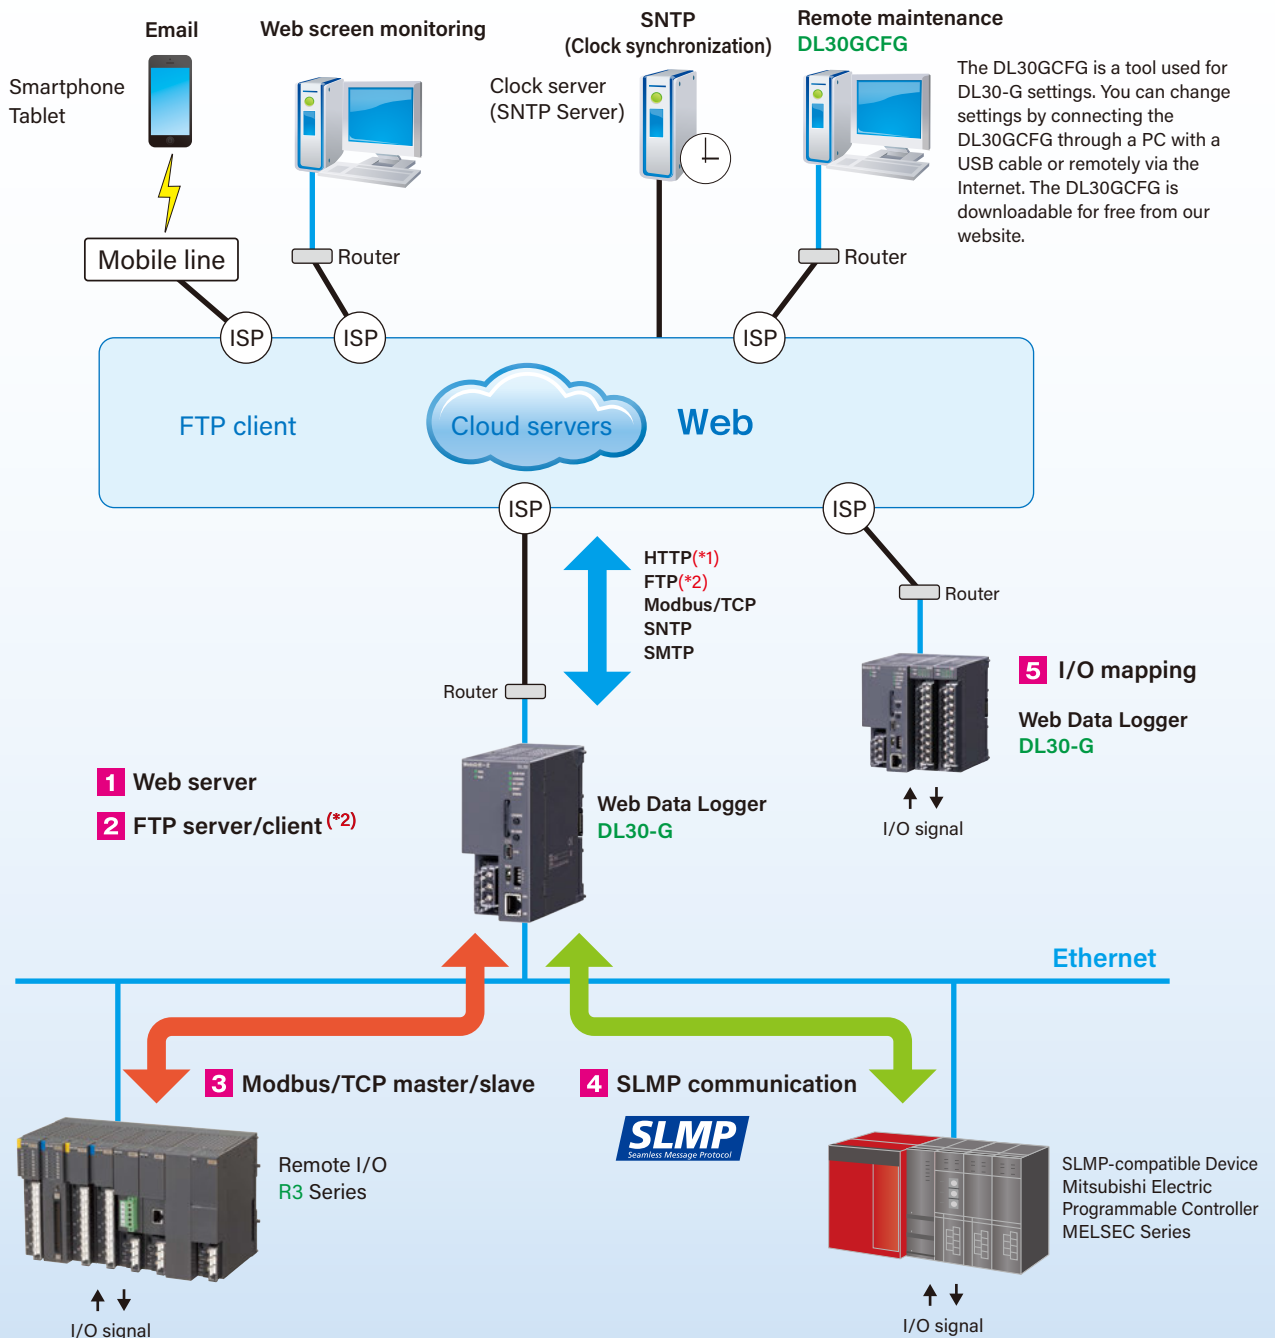 Email
Smartphone
Tablet
Mobile line
Web screen monitoring
Router
SNTP
(Clock synchronization)
Clock server
(SNTP Server)
Remote maintenance
DL30GCFG
Router
The DL30GCFG is a tool used for
DL30-G settings. You can change
settings by connecting the
DL30GCFG through a PC with a
USB cable or remotely via the
Internet. The DL30GCFG is
downloadable for free from our
website.
ISP
ISP
ISP
FTP client
Cloud servers
Web
ISP
ISP
HTTP(*1)
FTP(*2)
Modbus/TCP
SNTP
SMTP
Router
Router
5 I/O mapping
Web Data Logger
DL30-G
I/O signal
1 Web server
2 FTP server/client (*2)
Web Data Logger
DL30-G
Ethernet
3 Modbus/TCP master/slave
4 SLMP communication
SLMP
Seamless Message Protocol
Remote I/O
R3 Series
I/O signal
SLMP-compatible Device
Mitsubishi Electric
Programmable Controller
MELSEC Series
I/O signal